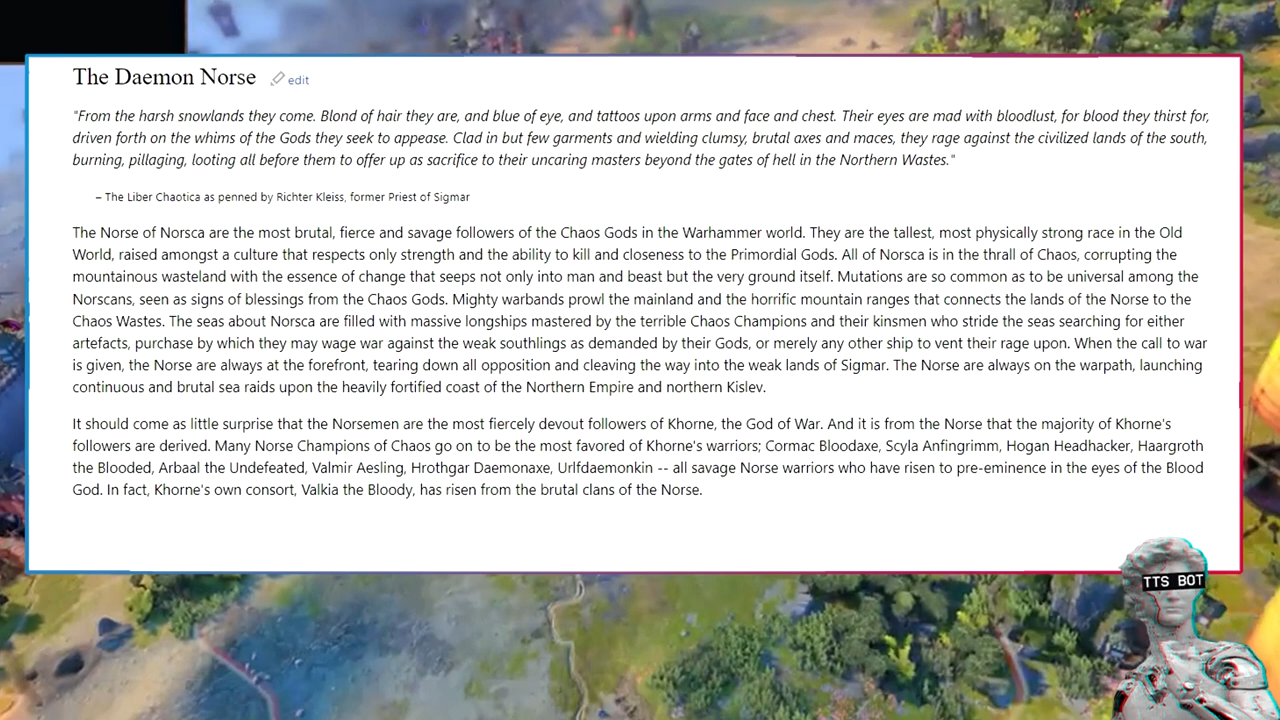 The Daemon Norse edit
"From the harsh snowlands they come. Blond of hair they are, and blue of eye, and tattoos upon arms and face and chest. Their eyes are mad with bloodlust, for blood they thirst for,
driven forth on the whims of the Gods they seek to appease. Clad in but few garments and wielding clumsy, brutal axes and maces, they rage against the civilized lands of the south,
burning, pillaging, looting all before them to offer up as sacrifice to their uncaring masters beyond the gates of hell in the Northern Wastes."
– The Liber Chaotica as penned by Richter Kleiss, former Priest of Sigmar
The Norse of Norsca are the most brutal, fierce and savage followers of the Chaos Gods in the Warhammer world. They are the tallest, most physically strong race in the Old
World, raised amongst a culture that respects only strength and the ability to kill and closeness to the Primordial Gods. All of Norsca is in the thrall of Chaos, corrupting the
mountainous wasteland with the essence of change that seeps not only into man and beast but the very ground itself. Mutations are so common as to be universal among the
Norscans, seen as signs of blessings from the Chaos Gods. Mighty warbands prowl the mainland and the horrific mountain ranges that connects the lands of the Norse to the
Chaos Wastes. The seas about Norsca are filled with massive longships mastered by the terrible Chaos Champions and their kinsmen who stride the seas searching for either
artefacts, purchase by which they may wage war against the weak southlings as demanded by their Gods, or merely any other ship to vent their rage upon. When the call to war
is given, the Norse are always at the forefront, tearing down all opposition and cleaving the way into the weak lands of Sigmar. The Norse are always on the warpath, launching
continuous and brutal sea raids upon the heavily fortified coast of the Northern Empire and northern Kislev.
It should come as little surprise that the Norsemen are the most fiercely devout followers of Khorne, the God of War. And it is from the Norse that the majority of Khorne's
followers are derived. Many Norse Champions of Chaos go on to be the most favored of Khorne's warriors; Cormac Bloodaxe, Scyla Anfingrimm, Hogan Headhacker, Haargroth
the Blooded, Arbaal the Undefeated, Valmir Aesling, Hrothgar Daemonaxe, Urlfdaemonkin -- all savage Norse warriors who have risen to pre-eminence in the eyes of the Blood
God. In fact, Khorne's own consort, Valkia the Bloody, has risen from the brutal clans of the Norse.
TTS BOT